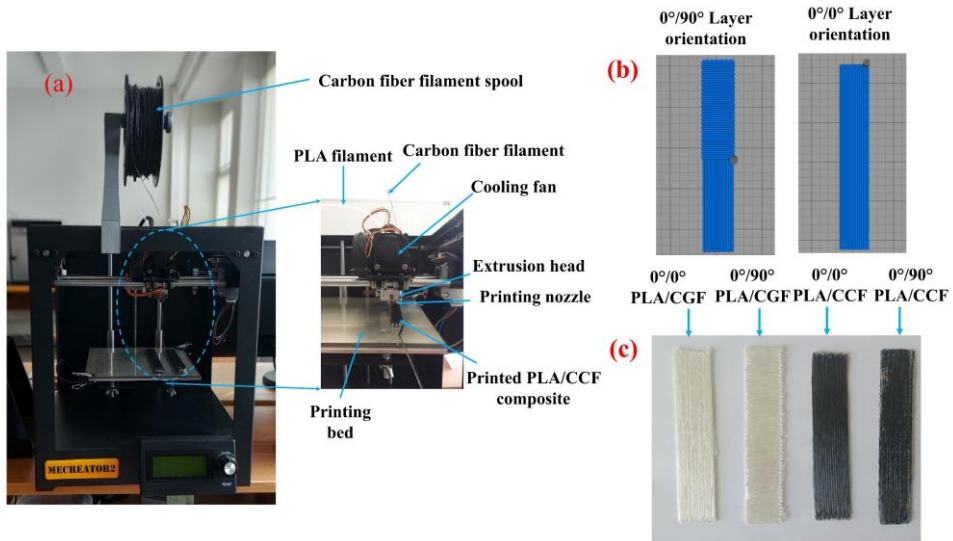 (a)
Carbon fiber filament spool
PLA filament
Carbon fiber filament
Cooling fan
Extrusion head
Printing nozzle
Printed PLA/CCF
composite
Printing
bed
MECREATOR2
(b)
0°/90° Layer
orientation
0°/0° Layer
orientation
0°/0°
PLA/CGF
0°/90°
PLA/CGF
0°/0°
PLA/CCF
0°/90°
PLA/CCF
(c)